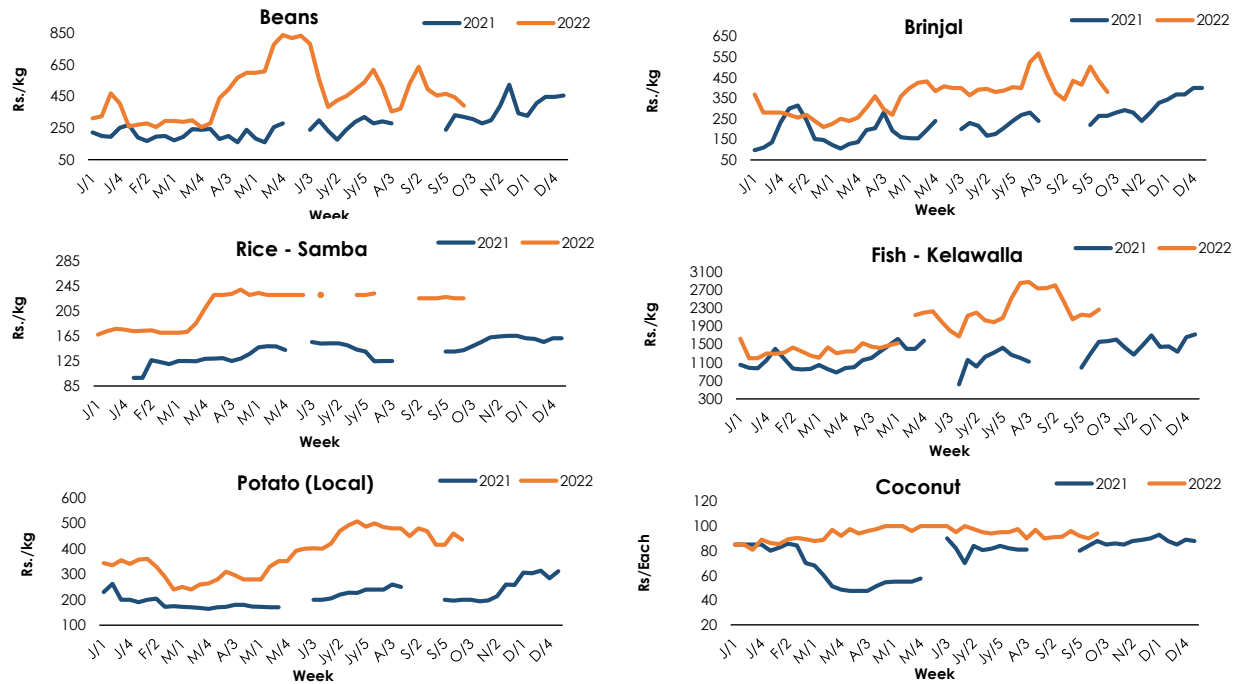 Beans
2021
2022
Rs./kg
850
650
450
250
50
J/1 J/4 F/2 M/1 M/4 A/3 M/1 M/4 J/3 Jy/2 Jy/5 A/3 S/2 S/5 O/3 N/2 D/1 D/4
Week
Brinjal
2021
2022
Rs./kg
650
550
450
350
250
150
50
J/1 J/4 F/2 M/1 M/4 A/3 M/1 M/4 J/3 Jy/2 Jy/5 A/3 S/2 S/5 O/3 N/2 D/1 D/4
Week
Rice - Samba
2021
2022
Rs./kg
285
245
205
165
125
85
J/1 J/4 F/2 M/1 M/4 A/3 M/1 M/4 J/3 Jy/2 Jy/5 A/3 S/2 S/5 O/3 N/2 D/1 D/4
Week
Fish - Kelawalla
2021
2022
Rs./kg
3100
2700
2300
1900
1500
1100
700
300
J/1 J/4 F/2 M/1 M/4 A/3 M/1 M/4 J/3 Jy/2 Jy/5 A/3 S/2 S/5 O/3 N/2 D/1 D/4
Week
Potato (Local)
2021
2022
Rs./kg
600
500
400
300
200
100
J/1 J/4 F/2 M/1 M/4 A/3 M/1 M/4 J/3 Jy/2 Jy/5 A/3 S/2 S/5 O/3 N/2 D/1 D/4
Week
Coconut
2021
2022
Rs/Each
120
100
80
60
40
20
J/1 J/4 F/2 M/1 M/4 A/3 M/1 M/4 J/3 Jy/2 Jy/5 A/3 S/2 S/5 O/3 N/2 D/1 D/4
Week